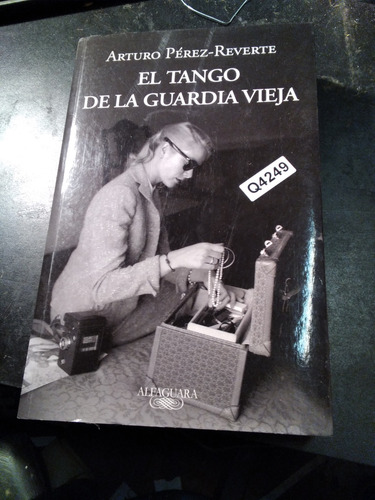 ARTURO PÉREZ-REVERTE
EL TANGO
DE LA GUARDIA VIEJA
Q4249
ALFAGUARA